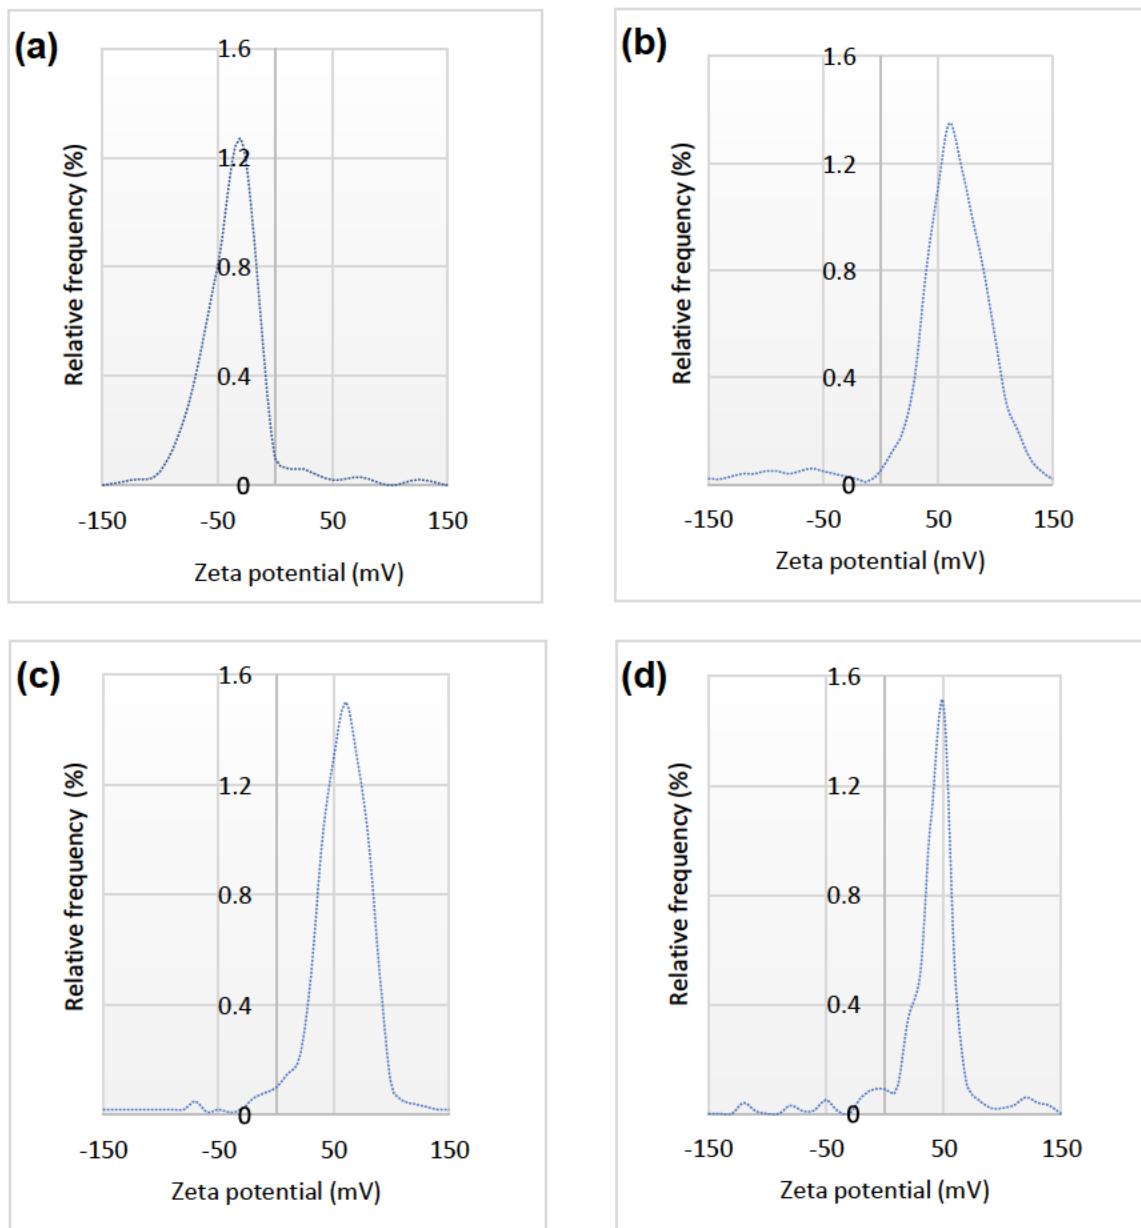 (a)
1.6
1.2
0.8
0.4
0
-150 -50 50 150
Relative frequency (%)
Zeta potential (mV)
(b)
1.6
1.2
0.8
0.4
0
-150 -50 50 150
Relative frequency (%)
Zeta potential (mV)
(c)
1.6
1.2
0.8
0.4
0
-150 -50 50 150
Relative frequency (%)
Zeta potential (mV)
(d)
1.6
1.2
0.8
0.4
0
-150 -50 50 150
Relative frequency (%)
Zeta potential (mV)